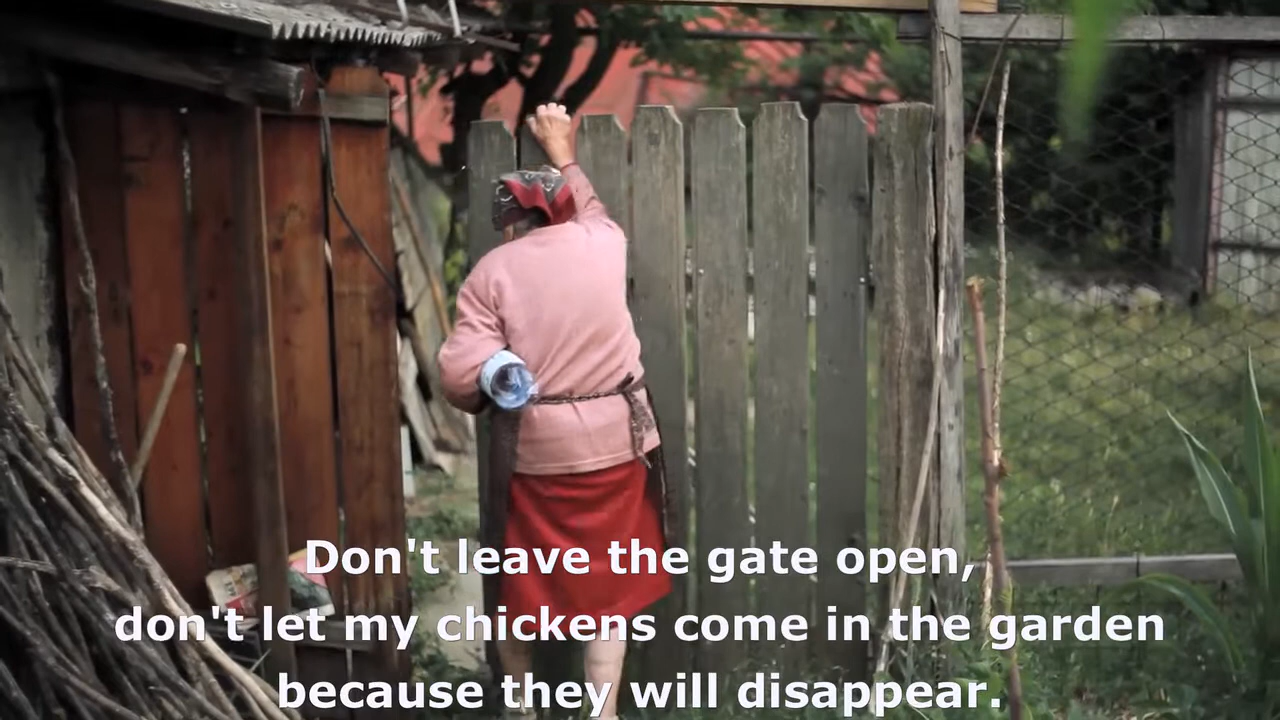 Don't leave the gate open,
don't let my chickens come in the garden
because they will disappear.